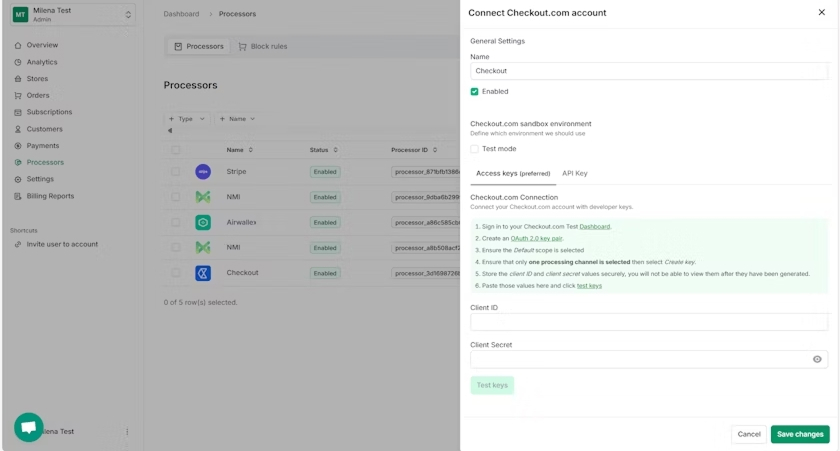 MT
Milena Test
Admin
Overview
Analytics
Stores
Orders
Subscriptions
Customers
Payments
Processors
Settings
Billing Reports
Shortcuts
Invite user to account
Milena Test
Dashboard > Processors
Processors
Block rules
Processors
+ Type
+ Name
Name Status Processor ID
Stripe Enabled
NMI Enabled
Airwallex Enabled
NMI Enabled
Checkout Enabled
0 of 5 row(s) selected.
Connect Checkout.com account
General Settings
Name
Checkout
Enabled
Checkout.com sandbox environment
Define which environment we should use
Test mode
Access keys (preferred) API Key
Checkout.com Connection
Connect your Checkout.com account with developer keys.
1. Sign in to your Checkout.com Test Dashboard.
2. Create an OAuth 2.0 key pair.
3. Ensure the Default scope is selected
4. Ensure that only one processing channel is selected then select Create key.
5. Store the client ID and client secret values securely, you will not be able to view them after they have been generated.
6. Paste those values here and click test keys
Client ID
Client Secret
Test keys
Cancel
Save changes